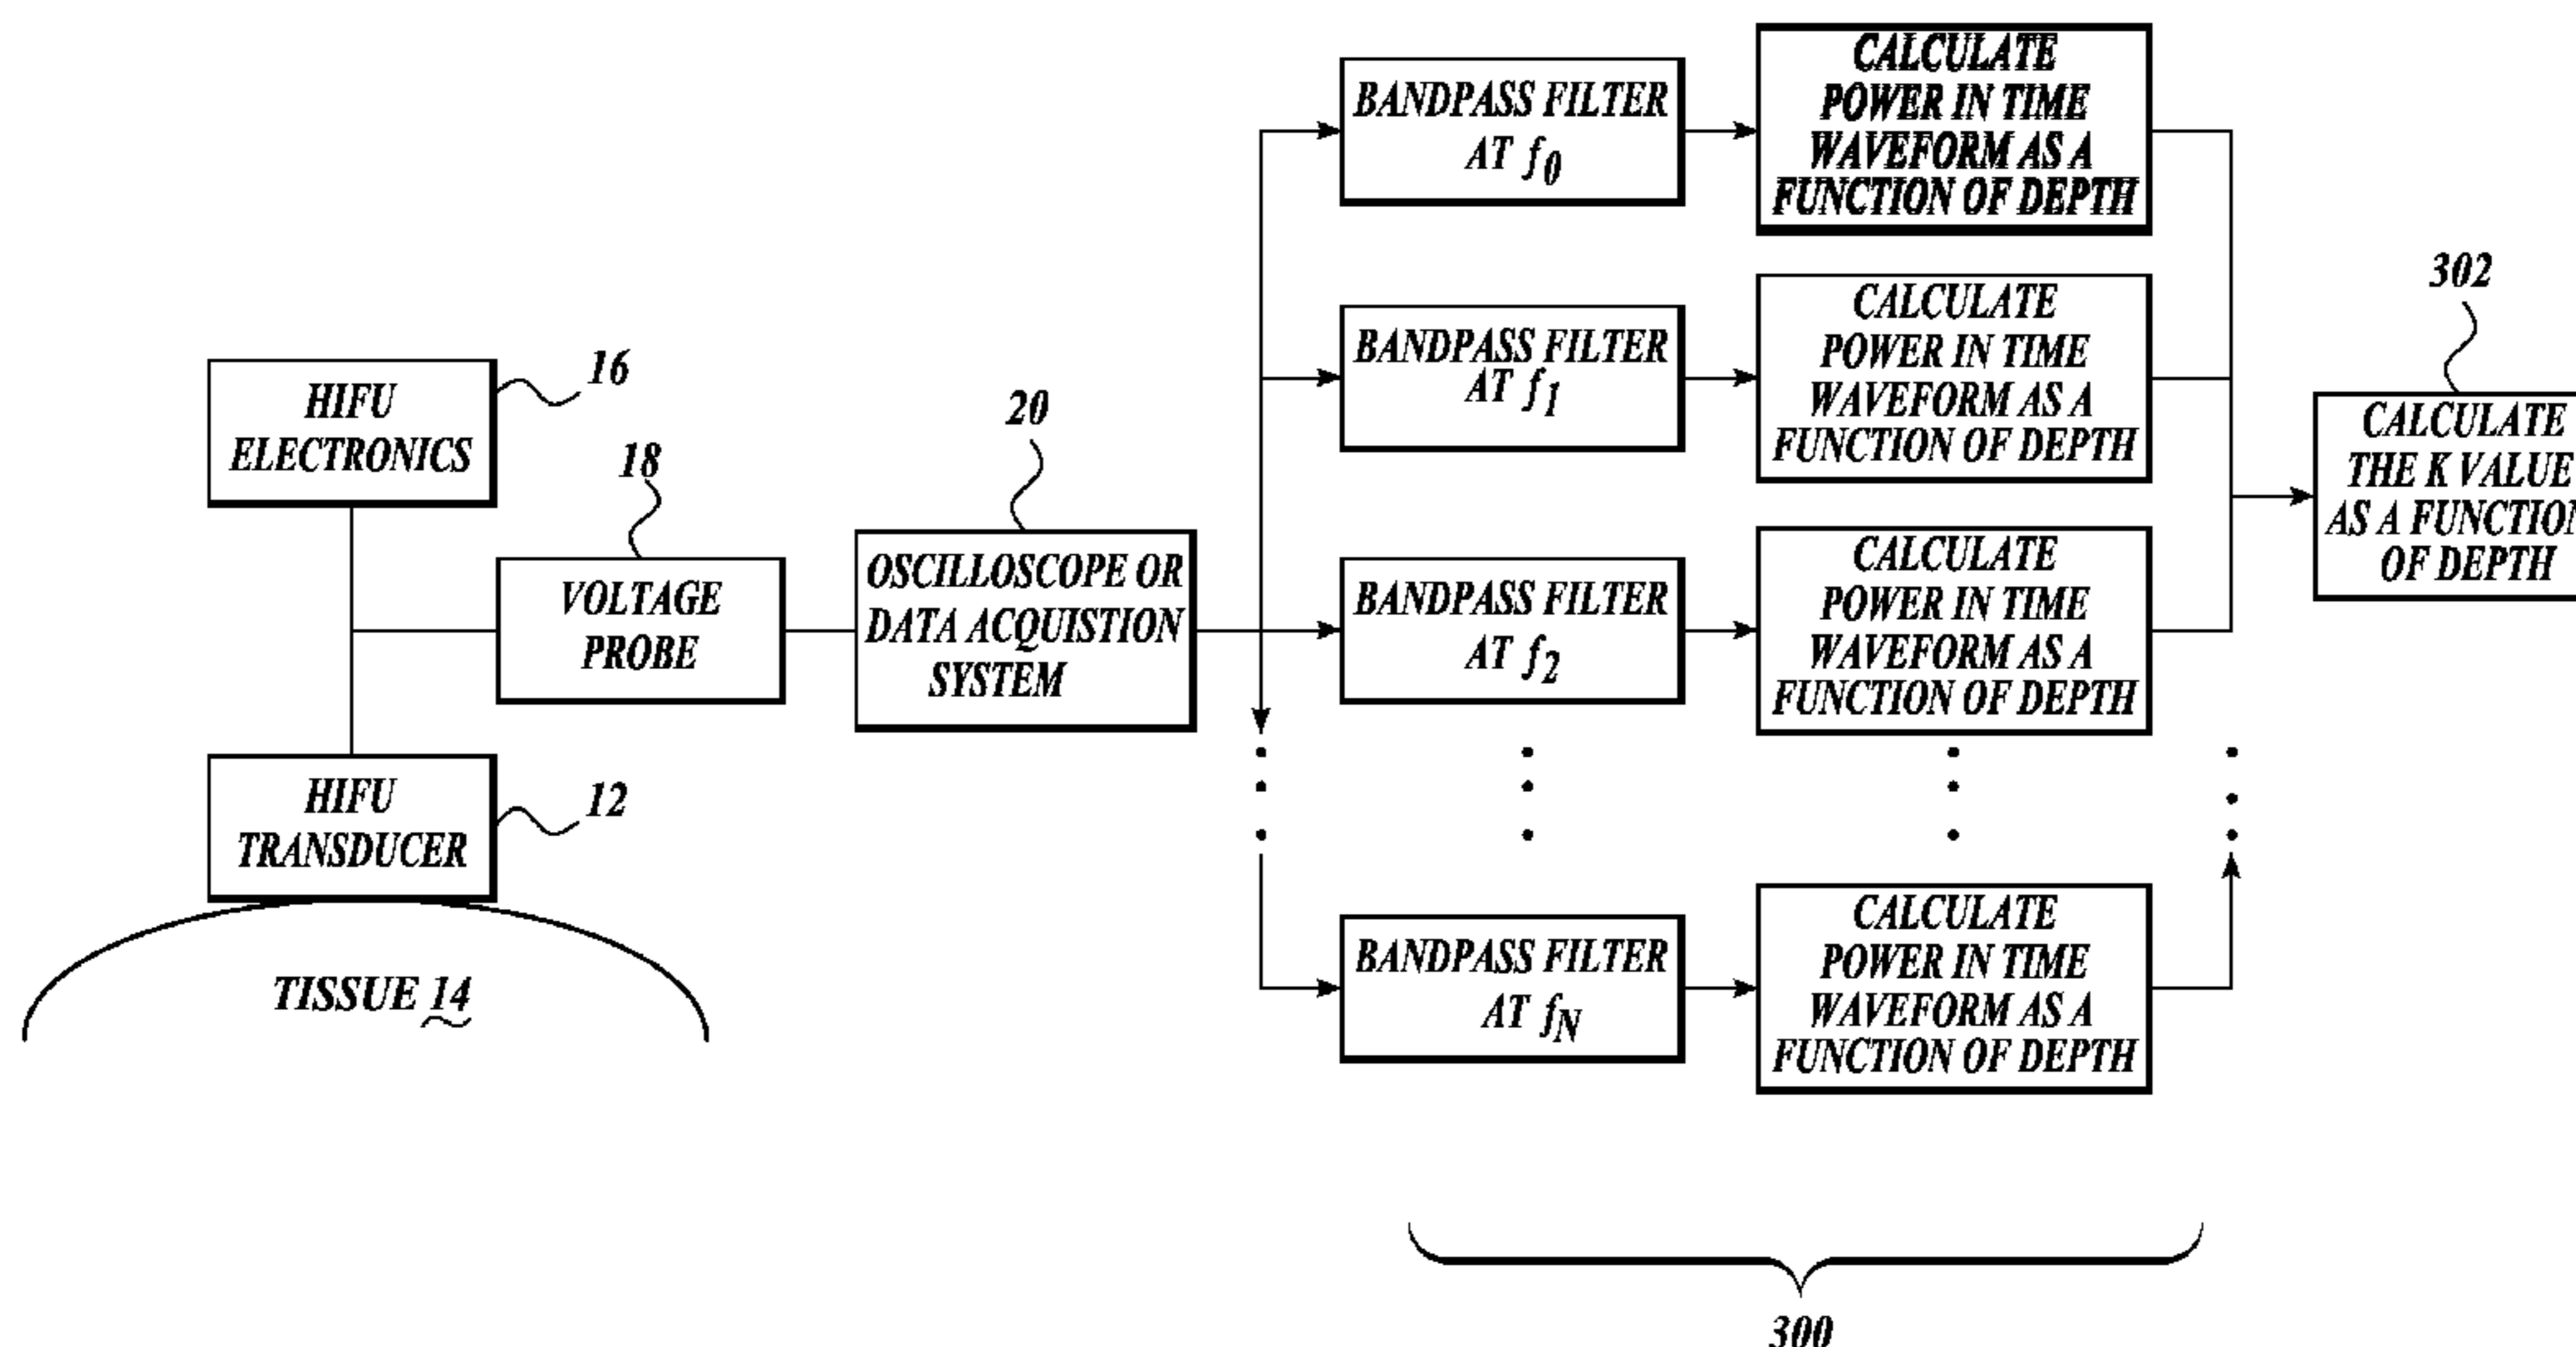 HIFU
ELECTRONICS
16
18
VOLTAGE
PROBE
HIFU
TRANSDUCER
12
TISSUE 14
20
OSCILLOSCOPE OR
DATA ACQUISTION
SYSTEM
BANDPASS FILTER
AT f0
CALCULATE
POWER IN TIME
WAVEFORM AS A
FUNCTION OF DEPTH
BANDPASS FILTER
AT f1
CALCULATE
POWER IN TIME
WAVEFORM AS A
FUNCTION OF DEPTH
BANDPASS FILTER
AT f2
CALCULATE
POWER IN TIME
WAVEFORM AS A
FUNCTION OF DEPTH
BANDPASS FILTER
AT fN
CALCULATE
POWER IN TIME
WAVEFORM AS A
FUNCTION OF DEPTH
302
CALCULATE
THE K VALUE
AS A FUNCTION
OF DEPTH
300